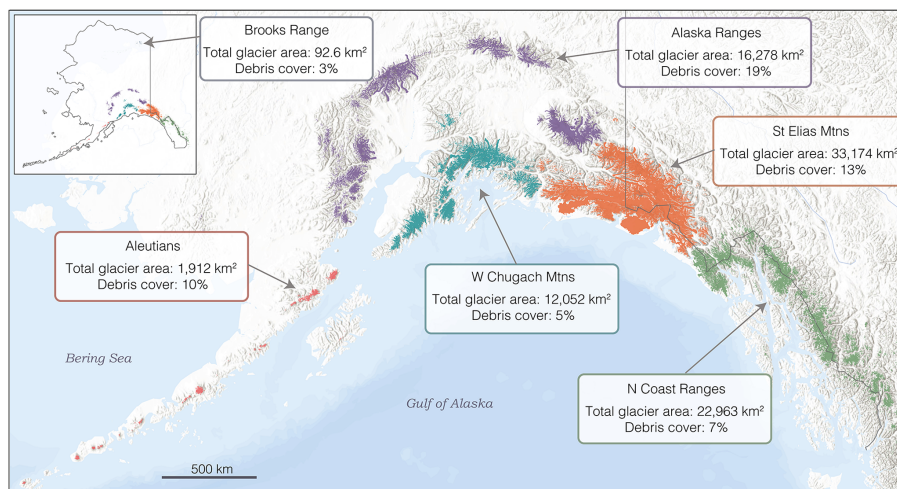 Brooks Range
Total glacier area: 92.6 km²
Debris cover: 3%
Alaska Ranges
Total glacier area: 16,278 km²
Debris cover: 19%
St Elias Mtns
Total glacier area: 33,174 km²
Debris cover: 13%
Aleutians
Total glacier area: 1,912 km²
Debris cover: 10%
W Chugach Mtns
Total glacier area: 12,052 km²
Debris cover: 5%
Bering Sea
N Coast Ranges
Total glacier area: 22,963 km²
Debris cover: 7%
Gulf of Alaska
500 km